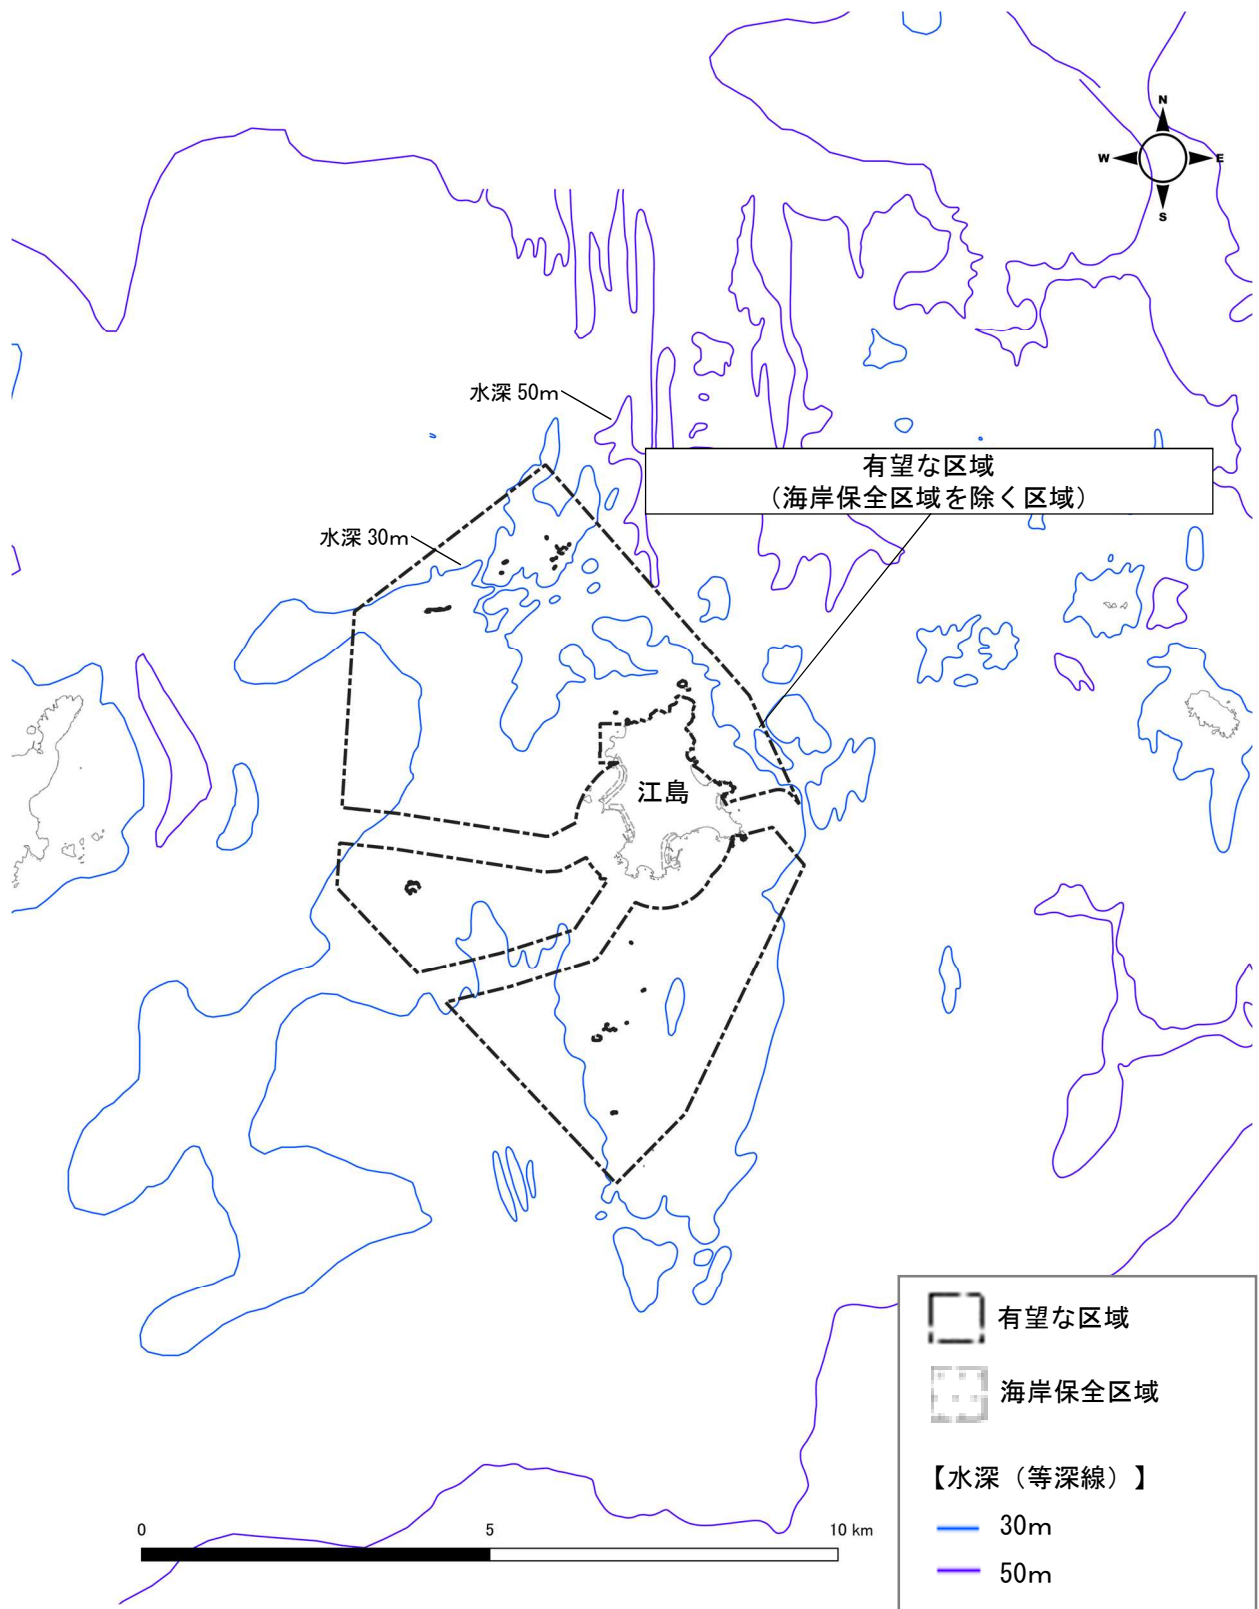 N
W
E
S
水深 50m
有望な区域
（海岸保全区域を除く区域）
水深 30m
江島
有望な区域
海岸保全区域
【水深（等深線）】
30m
50m
0
5
10 km